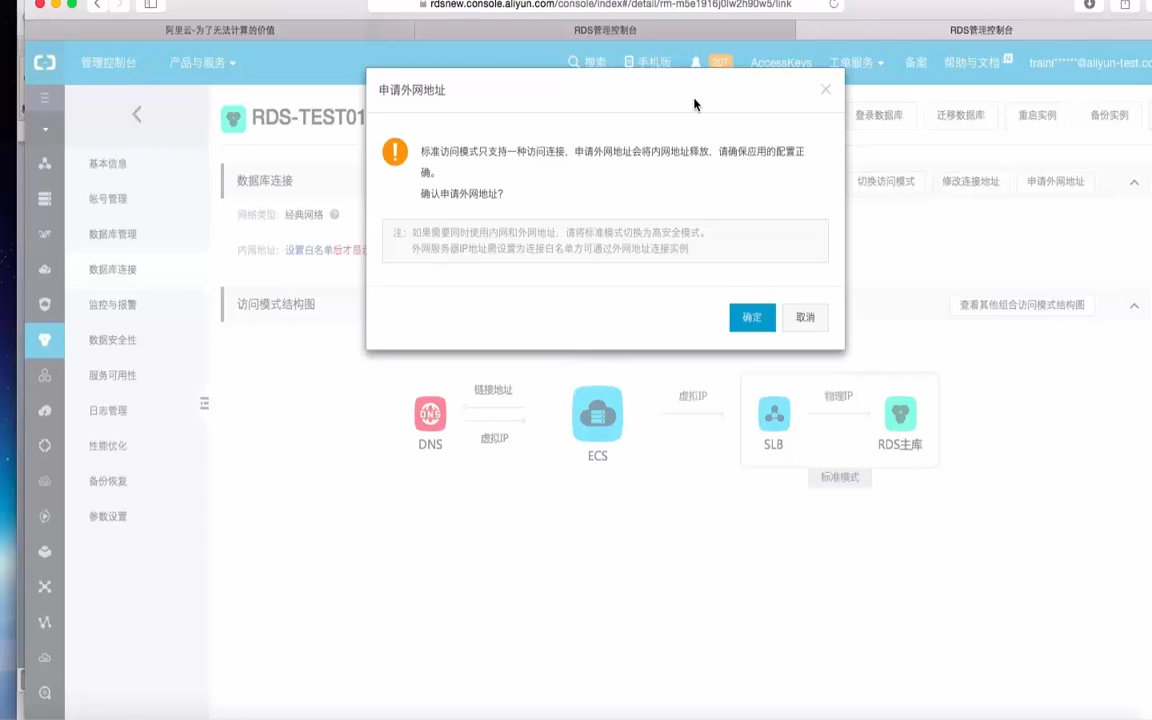 rdsnew.console.aliyun.com/console/index#/detail/rm-m5e1916j0lw2h90w5/link
阿里云-为了无法计算的价值
RDS管理控制台
RDS管理控制台
管理控制台
产品与服务
搜索
手机版
207
AccessKeys
工单服务
备案
帮助与文档
traini*****@aliyun-test.co
申请外网地址
RDS-TEST01
登录数据库
迁移数据库
重启实例
备份实例
标准访问模式只支持一种访问连接、申请外网地址会将内网地址释放、请确保应用的配置正
确。
确认申请外网地址?
注: 如果需要同时使用内网和外网地址、请将标准模式切换为高安全模式。
外网服务器IP地址需设置为连接白名单方可通过外网地址连接实例
确定
取消
基本信息
帐号管理
数据库管理
数据库连接
监控与报警
数据安全性
服务可用性
日志管理
性能优化
备份恢复
参数设置
数据库连接
切换访问模式
修改连接地址
申请外网地址
网络类型: 经典网络
内网地址: 设置白名单后才
访问模式结构图
查看其他组合访问模式结构图
链接地址
虚拟IP
DNS
ECS
虚拟IP
物理IP
SLB
RDS主库
标准模式